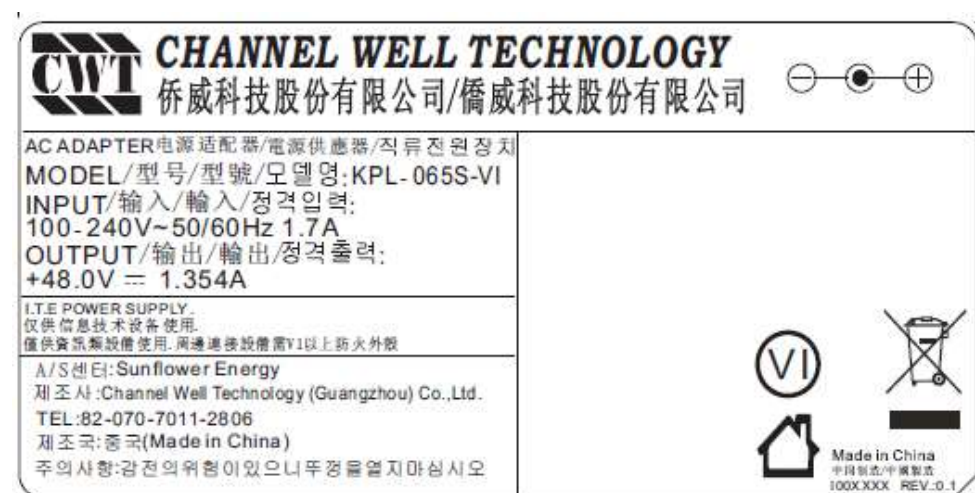 CWT
CHANNEL WELL TECHNOLOGY
侨威科技股份有限公司/僑威科技股份有限公司
AC ADAPTER电源适配器/電源供應器/직류전원장치
MODEL/型号/型號/모델명:KPL-065S-VI
INPUT/输入/輸入/정격입력:
100-240V~50/60Hz 1.7A
OUTPUT/输出/輸出/정격출력:
+48.0V ⎓ 1.354A
I.T.E POWER SUPPLY.
仅供信息技术设备使用.
僅供資訊類設備使用.周邊連接設備需V1以上防火外殼
A/S센터:Sunflower Energy
제조사:Channel Well Technology (Guangzhou) Co.,Ltd.
TEL:82-070-7011-2806
제조국:중국(Made in China)
주의사항:감전의위험이있으니뚜껑을열지마십시오
VI
Made in China
中国制造/中國製造
100X.XXX REV.:0.1